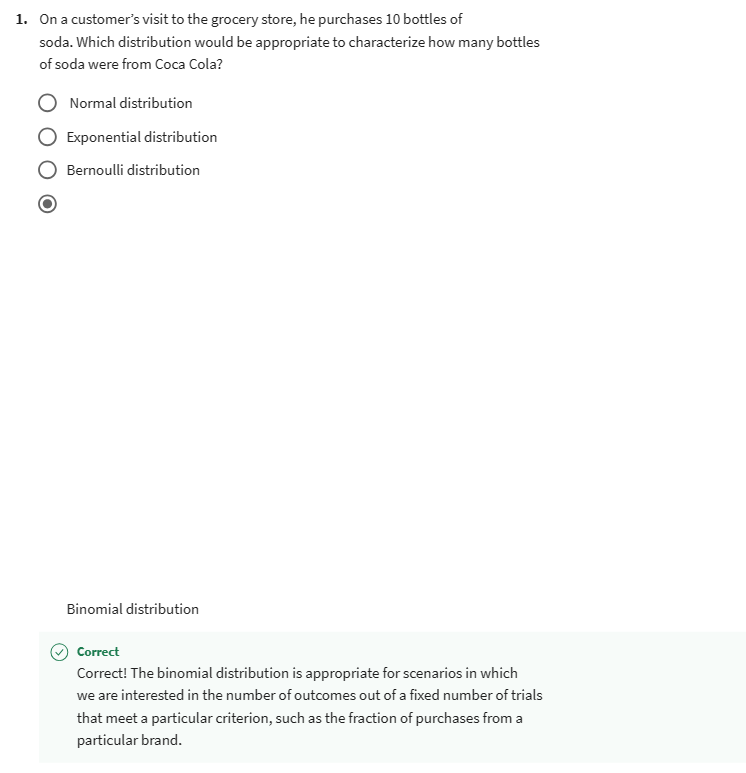 1. On a customer's visit to the grocery store, he purchases 10 bottles of
soda. Which distribution would be appropriate to characterize how many bottles
of soda were from Coca Cola?
Normal distribution
Exponential distribution
Bernoulli distribution
Binomial distribution
Correct
Correct! The binomial distribution is appropriate for scenarios in which
we are interested in the number of outcomes out of a fixed number of trials
that meet a particular criterion, such as the fraction of purchases from a
particular brand.